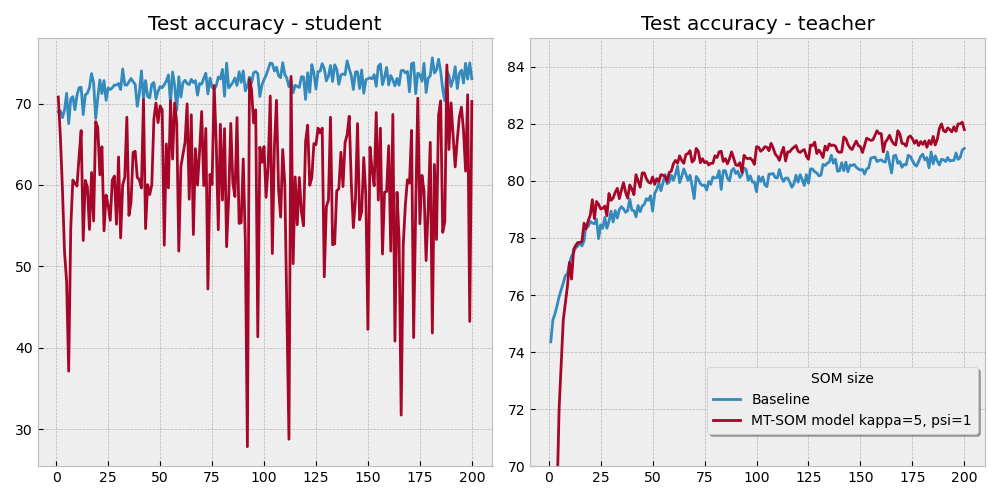 Test accuracy - student
70
60
50
40
30
0 25 50 75 100 125 150 175 200
Test accuracy - teacher
84
82
80
78
76
74
72
70
0 25 50 75 100 125 150 175 200
SOM size
Baseline
MT-SOM model kappa=5, psi=1